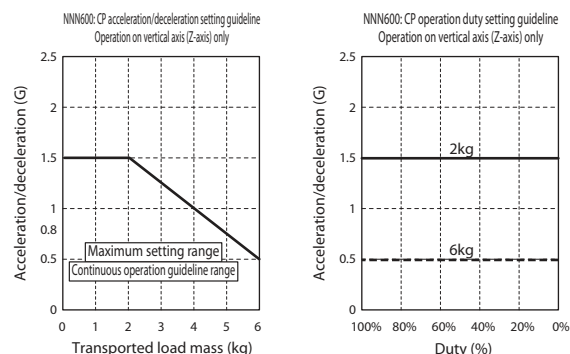 NNN600: CP acceleration/deceleration setting guideline
Operation on vertical axis (Z-axis) only
Acceleration/deceleration (G)
2.5
2
1.5
1
0.8
0.5
0
Maximum setting range
Continuous operation guideline range
0 1 2 3 4 5 6
Transported load mass (kg)
NNN600: CP operation duty setting guideline
Operation on vertical axis (Z-axis) only
Acceleration/deceleration (G)
2.5
2
1.5
1
0.5
0
2kg
6kg
100% 80% 60% 40% 20% 0%
Duty (%)